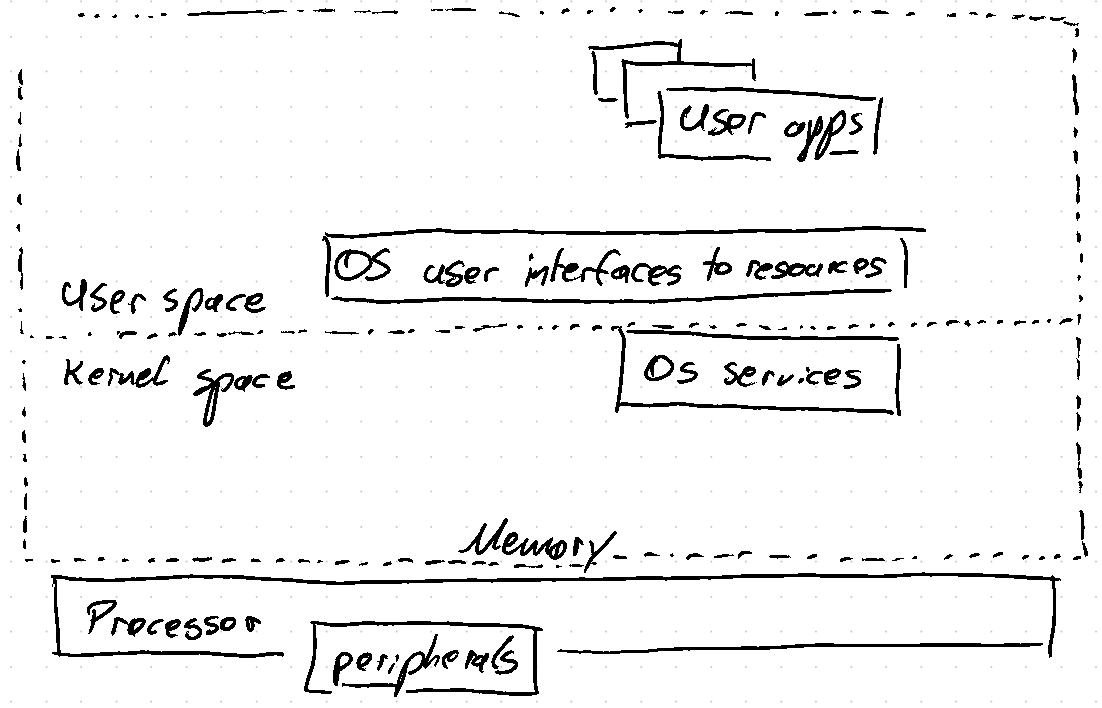 User apps
OS user interfaces to resources
User space
Kernel space
OS services
Memory
Processor
peripherals